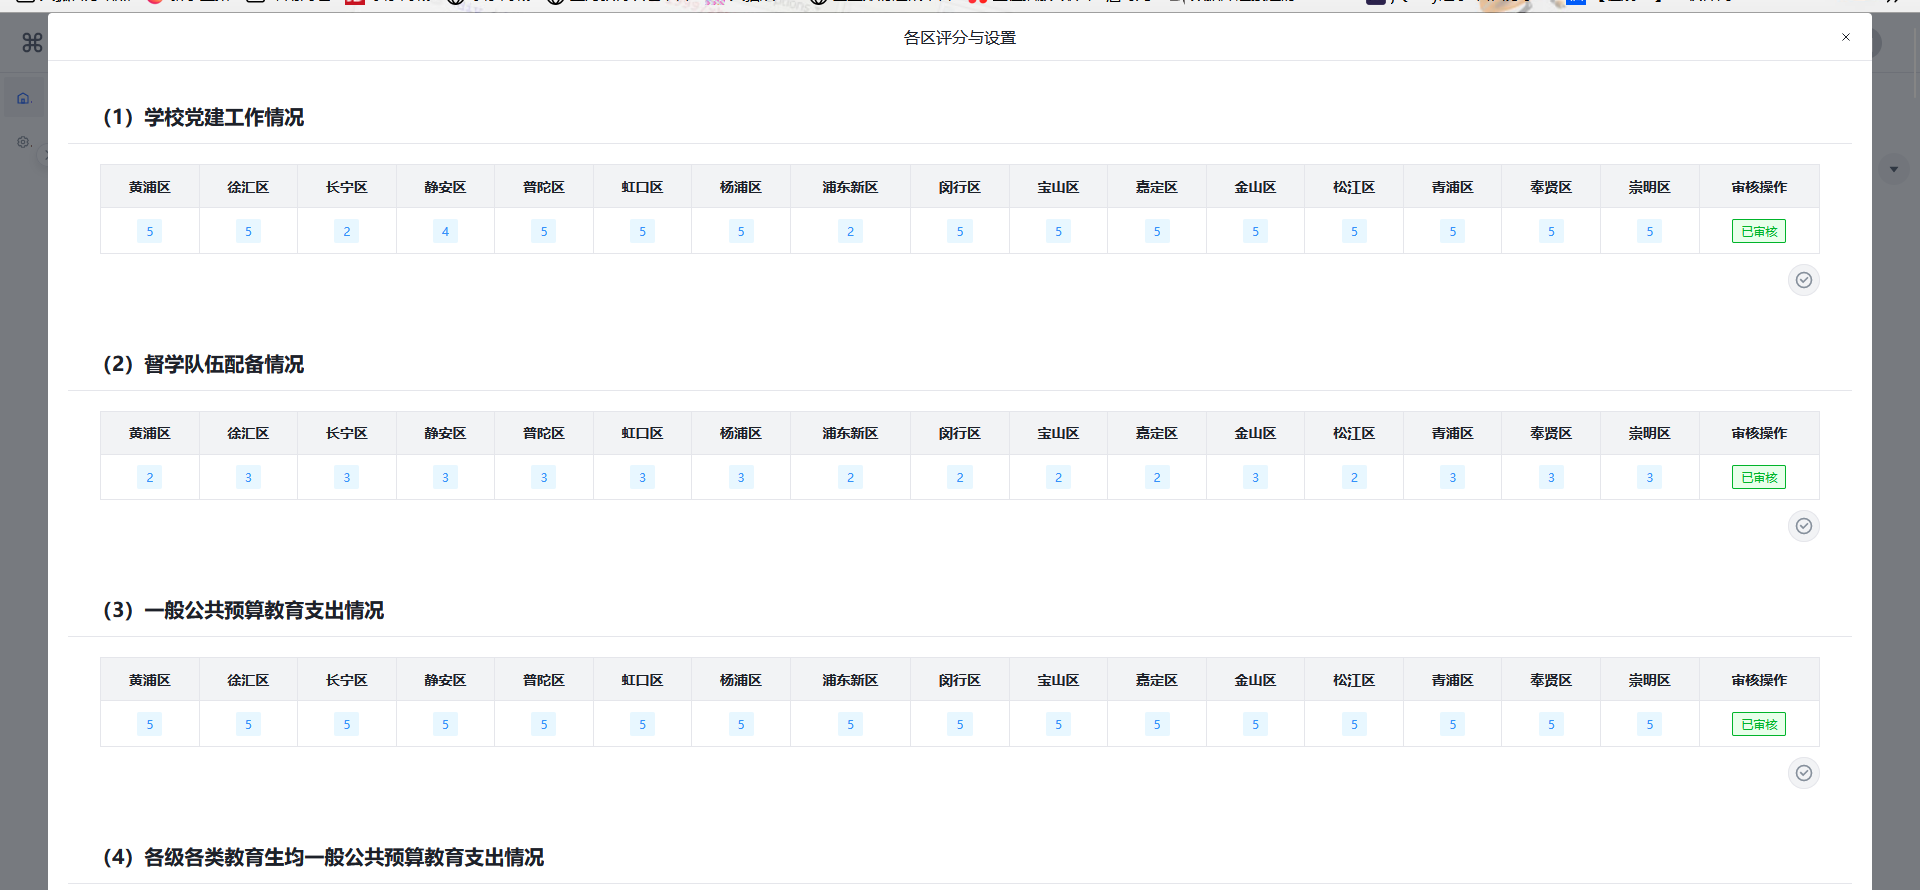 各区评分与设置
（1）学校党建工作情况
黄浦区 徐汇区 长宁区 静安区 普陀区 虹口区 杨浦区 浦东新区 闵行区 宝山区 嘉定区 金山区 松江区 青浦区 奉贤区 崇明区 审核操作
5 5 2 4 5 5 5 2 5 5 5 5 5 5 5 5 已审核
（2）督学队伍配备情况
黄浦区 徐汇区 长宁区 静安区 普陀区 虹口区 杨浦区 浦东新区 闵行区 宝山区 嘉定区 金山区 松江区 青浦区 奉贤区 崇明区 审核操作
2 3 3 3 3 3 3 2 2 2 2 3 2 3 3 3 已审核
（3）一般公共预算教育支出情况
黄浦区 徐汇区 长宁区 静安区 普陀区 虹口区 杨浦区 浦东新区 闵行区 宝山区 嘉定区 金山区 松江区 青浦区 奉贤区 崇明区 审核操作
5 5 5 5 5 5 5 5 5 5 5 5 5 5 5 5 已审核
（4）各级各类教育生均一般公共预算教育支出情况